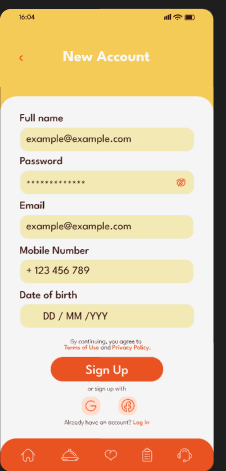 16:04
New Account
Full name
example@example.com
Password
*************
Email
example@example.com
Mobile Number
+ 123 456 789
Date of birth
DD / MM /YYY
By continuing, you agree to
Terms of Use and Privacy Policy.
Sign Up
or sign up with
Already have an account? Log in